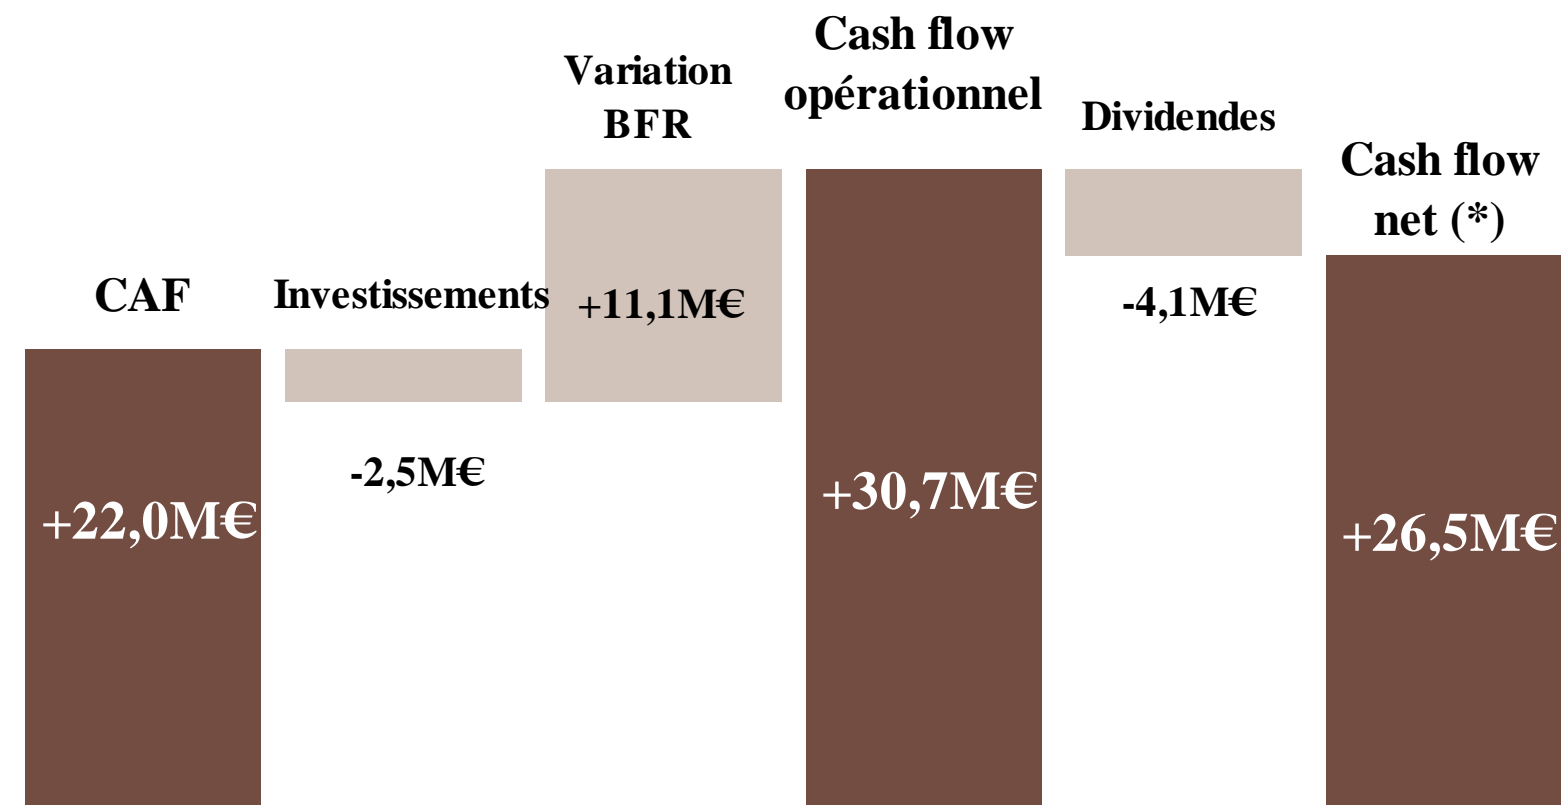 CAF
+22,0M€
Investissements
-2,5M€
Variation
BFR
+11,1M€
Cash flow
opérationnel
+30,7M€
Dividendes
-4,1M€
Cash flow
net (*)
+26,5M€